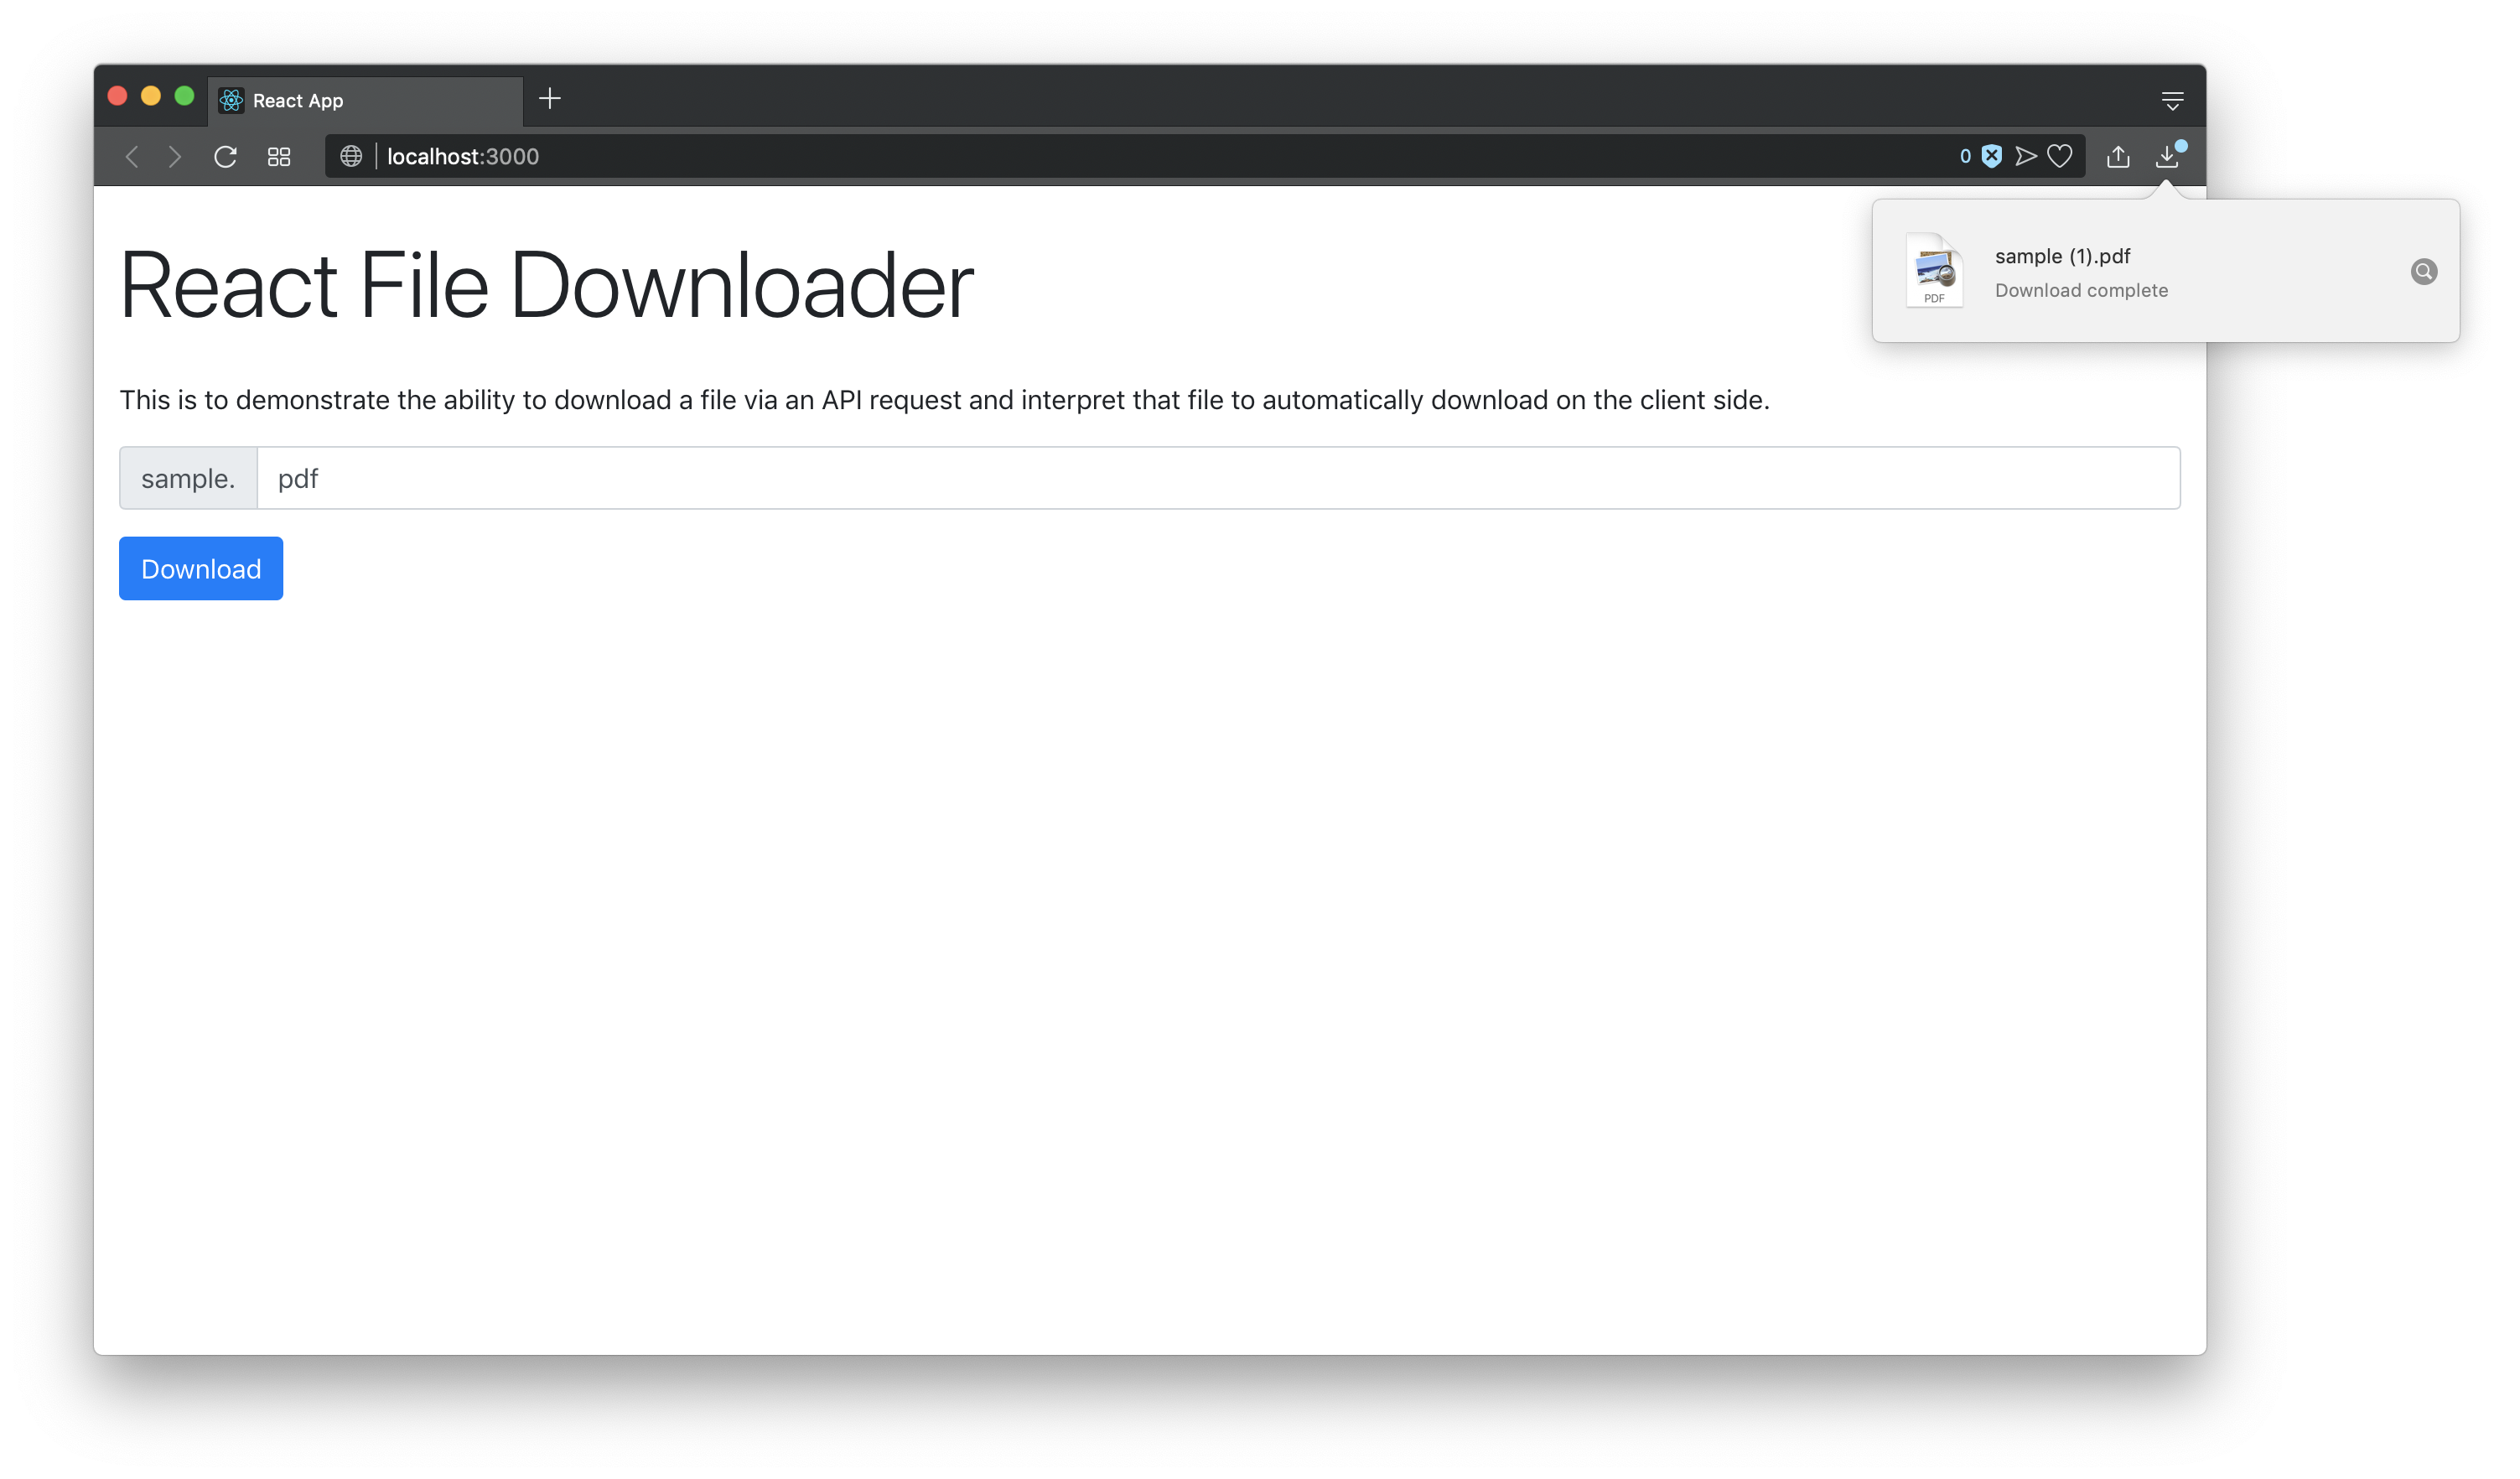 React App
localhost:3000
0
sample (1).pdf
Download complete
PDF
React File Downloader
This is to demonstrate the ability to download a file via an API request and interpret that file to automatically download on the client side.
sample. pdf
Download